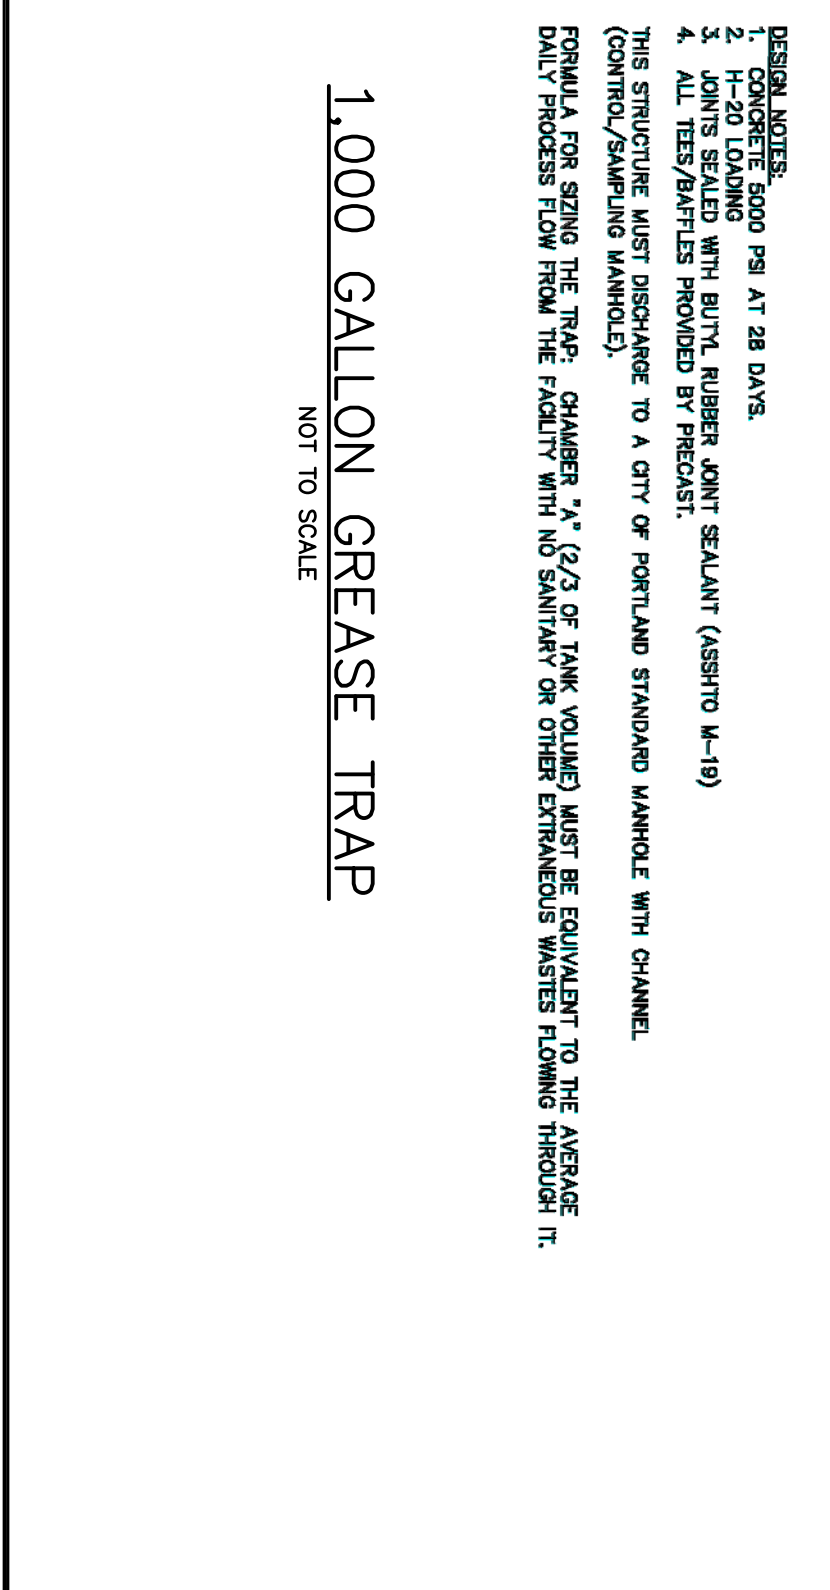 DESIGN NOTES:
1. CONCRETE 5000 PSI AT 28 DAYS.
2. H-20 LOADING
3. JOINTS SEALED WITH BUTYL RUBBER JOINT SEALANT (ASSHTO M-19)
4. ALL TEES/BAFFLES PROVIDED BY PRECAST.
THIS STRUCTURE MUST DISCHARGE TO A CITY OF PORTLAND STANDARD MANHOLE WITH CHANNEL
(CONTROL/SAMPLING MANHOLE).
FORMULA FOR SIZING THE TRAP: CHAMBER "A" (2/3 OF TANK VOLUME) MUST BE EQUIVALENT TO THE AVERAGE
DAILY PROCESS FLOW FROM THE FACILITY WITH NO SANITARY OR OTHER EXTRANEOUS WASTES FLOWING THROUGH IT.
1,000 GALLON GREASE TRAP
NOT TO SCALE